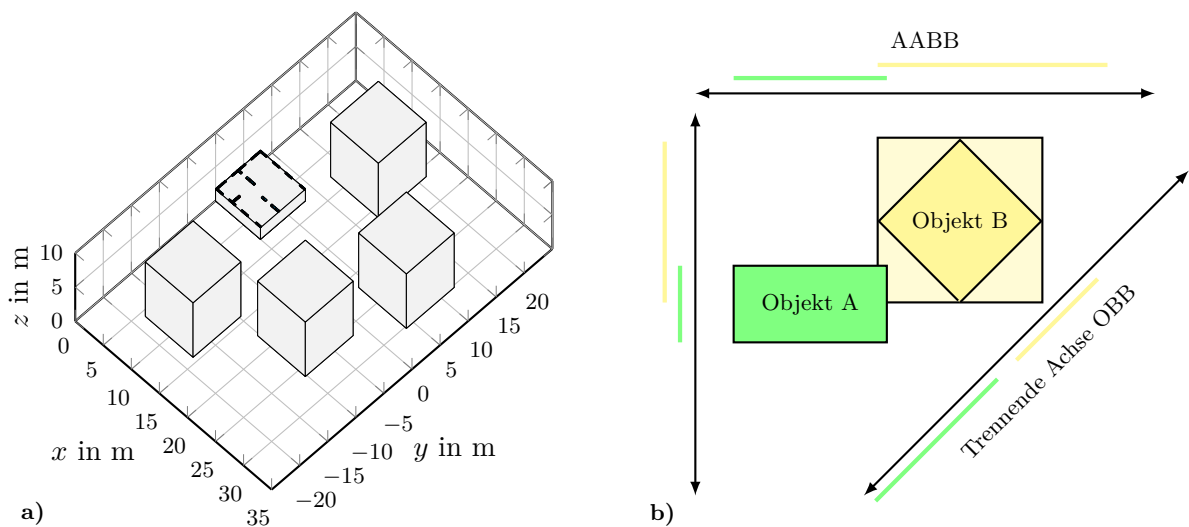 10
5
0
z in m
0
5
10
15
20
25
30
35
x in m
−20
−15
−10
−5
0
5
10
15
20
y in m
a)
AABB
Objekt B
Objekt A
Trennende Achse OBB
b)